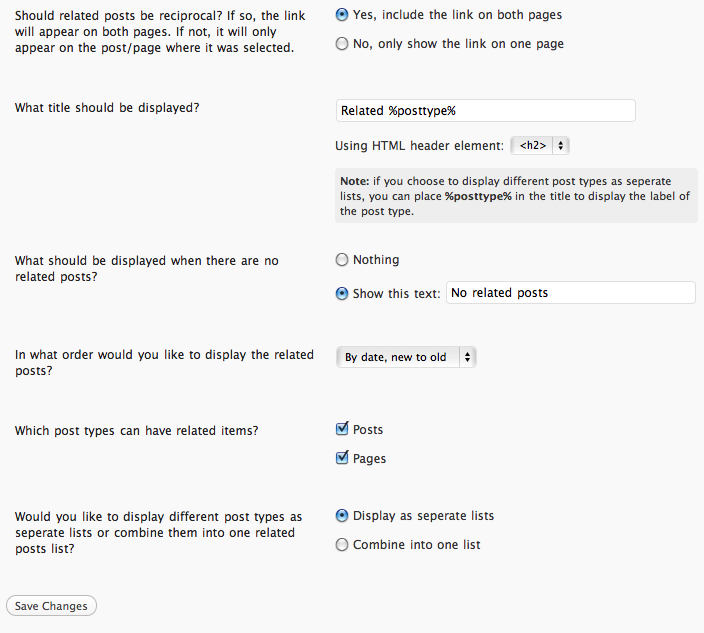 Should related posts be reciprocal? If so, the link
will appear on both pages. If not, it will only
appear on the post/page where it was selected.
Yes, include the link on both pages
No, only show the link on one page
What title should be displayed?
Related %posttype%
Using HTML header element: <h2>
Note: if you choose to display different post types as seperate
lists, you can place %posttype% in the title to display the label of
the post type.
What should be displayed when there are no
related posts?
Nothing
Show this text: No related posts
In what order would you like to display the related
posts?
By date, new to old
Which post types can have related items?
Posts
Pages
Would you like to display different post types as
seperate lists or combine them into one related
posts list?
Display as seperate lists
Combine into one list
Save Changes